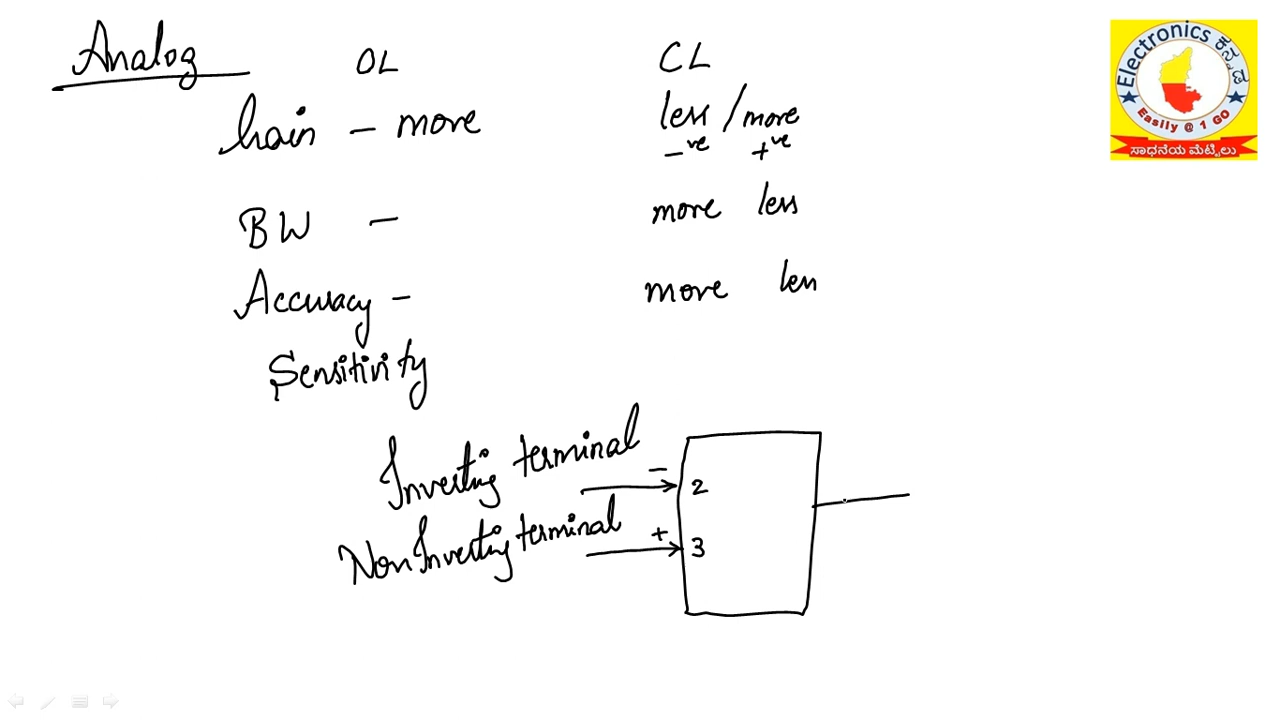 Analog OL CL
Gain – more less / more
–ve +ve
BW – more less
Accuracy – more less
Sensitivity
Inverting terminal – 2
Non Inverting terminal + 3
Electronics ಕನ್ನಡ
Easily @ 1 GO
ಸಾಧನೆಯ ಮೆಟ್ಟಿಲು